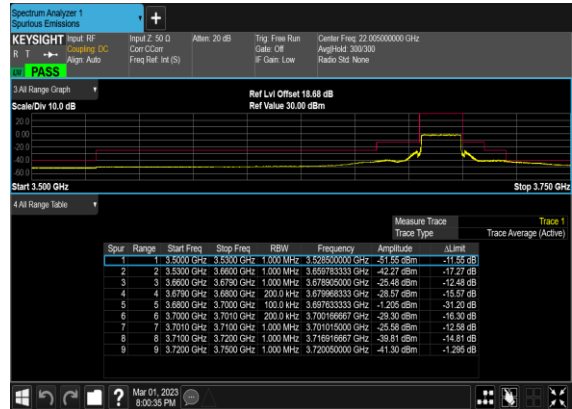 Spectrum Analyzer 1
Spurious Emissions
+
KEYSIGHT Input: RF Input Z: 50 Ω Atten: 20 dB Trig: Free Run Center Freq: 22.005000000 GHz
R T Coupling: DC Corr CCorr Gate: Off Avg|Hold: 300/300
Align: Auto Freq Ref: Int (S) IF Gain: Low Radio Std: None
PASS
3 All Range Graph
Ref Lvl Offset 18.68 dB
Scale/Div 10.0 dB Ref Value 30.00 dBm
20.0
0.00
-20.0
-40.0
-60.0
Start 3.500 GHz Stop 3.750 GHz
4 All Range Table
Measure Trace Trace 1
Trace Type Trace Average (Active)
Spur Range Start Freq Stop Freq RBW Frequency Amplitude ΔLimit
1 1 3.5000 GHz 3.5300 GHz 1.000 MHz 3.528500000 GHz -51.55 dBm -11.55 dB
2 2 3.5300 GHz 3.6600 GHz 1.000 MHz 3.659783333 GHz -42.27 dBm -17.27 dB
3 3 3.6600 GHz 3.6790 GHz 1.000 MHz 3.678905000 GHz -25.48 dBm -12.48 dB
4 4 3.6790 GHz 3.6800 GHz 200.0 kHz 3.679968333 GHz -28.57 dBm -15.57 dB
5 5 3.6800 GHz 3.7000 GHz 100.0 kHz 3.697633333 GHz -1.205 dBm -31.20 dB
6 6 3.7000 GHz 3.7010 GHz 200.0 kHz 3.700166667 GHz -29.30 dBm -16.30 dB
7 7 3.7010 GHz 3.7100 GHz 1.000 MHz 3.701015000 GHz -25.58 dBm -12.58 dB
8 8 3.7100 GHz 3.7200 GHz 1.000 MHz 3.716916667 GHz -39.81 dBm -14.81 dB
9 9 3.7200 GHz 3.7500 GHz 1.000 MHz 3.720050000 GHz -41.30 dBm -1.295 dB
? Mar 01, 2023
8:00:35 PM